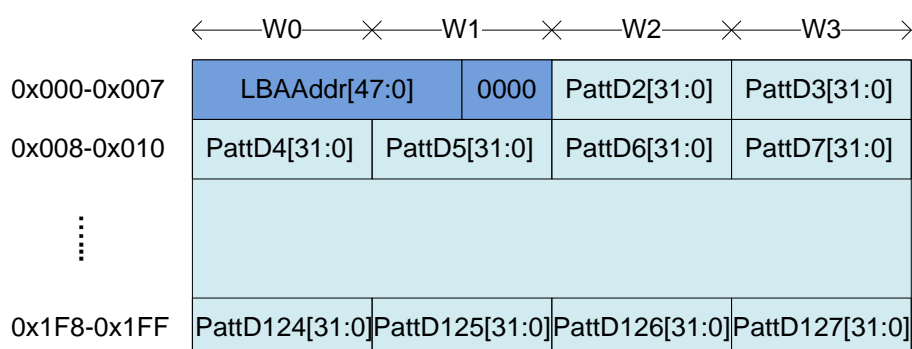 W0 W1 W2 W3
0x000-0x007 LBAAddr[47:0] 0000 PattD2[31:0] PattD3[31:0]
0x008-0x010 PattD4[31:0] PattD5[31:0] PattD6[31:0] PattD7[31:0]
0x1F8-0x1FF PattD124[31:0] PattD125[31:0] PattD126[31:0] PattD127[31:0]